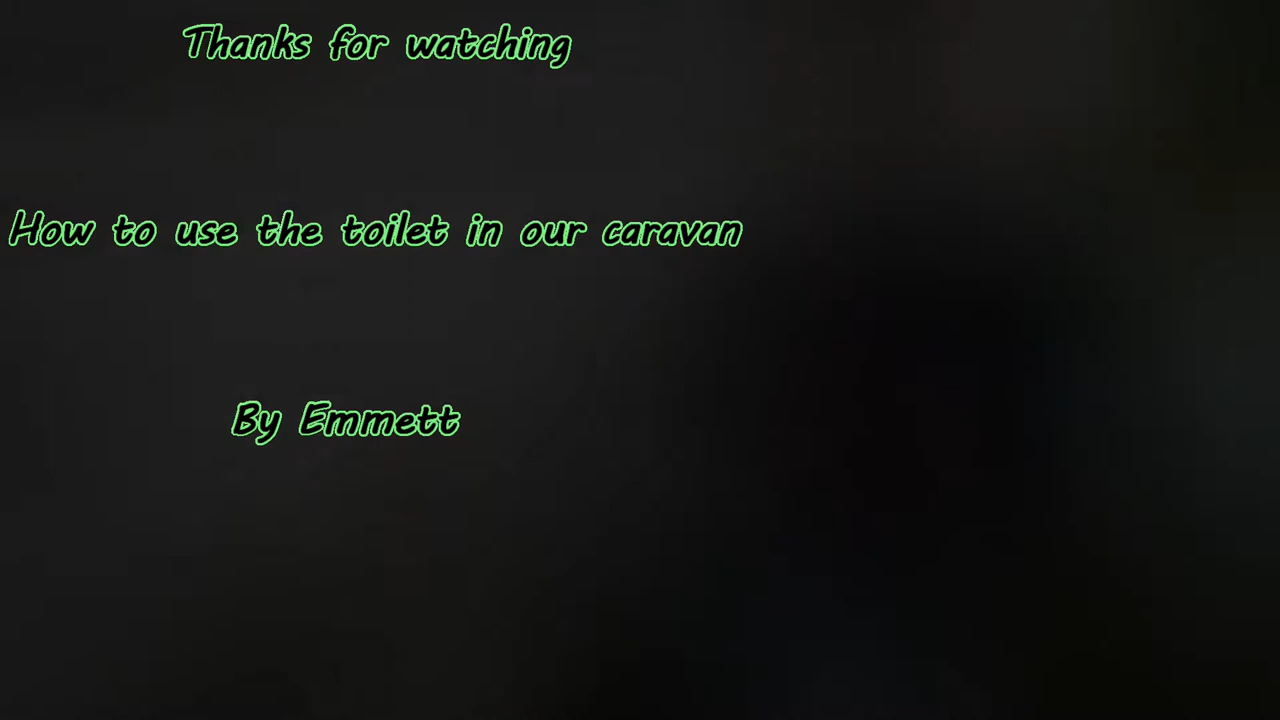 Thanks for watching
How to use the toilet in our caravan
By Emmett